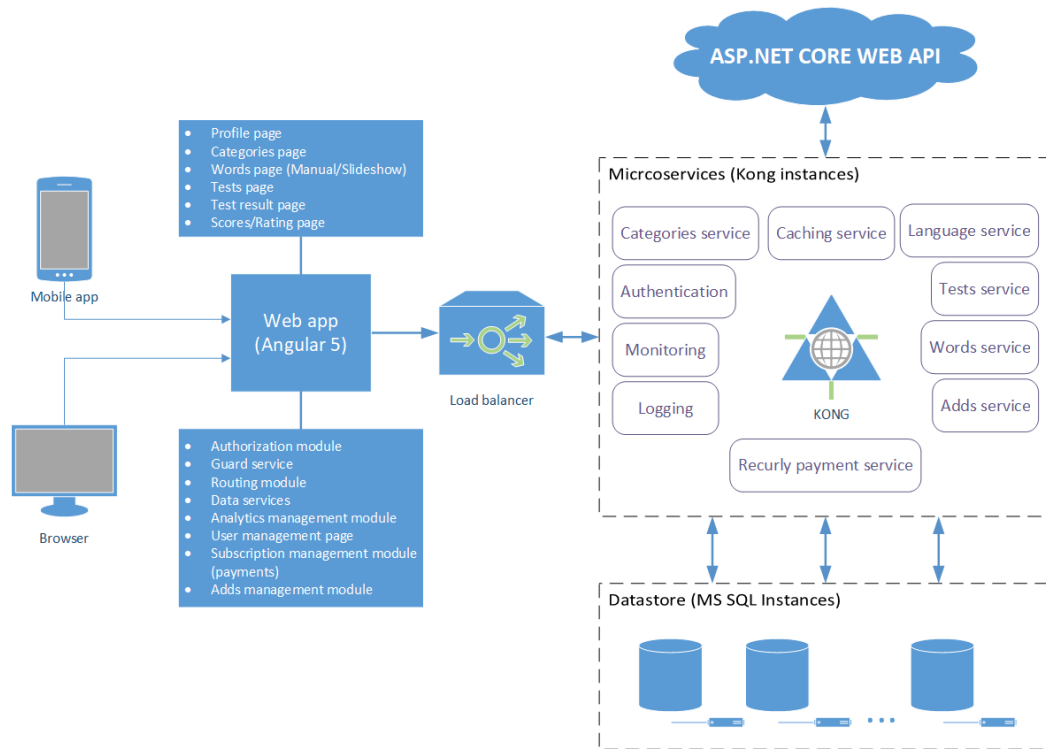 ASP.NET CORE WEB API
Profile page
Categories page
Words page (Manual/Slideshow)
Tests page
Test result page
Scores/Rating page
Mobile app
Web app
(Angular 5)
Load balancer
Browser
Authorization module
Guard service
Routing module
Data services
Analytics management module
User management page
Subscription management module
(payments)
Adds management module
Micrcoservices (Kong instances)
Categories service
Caching service
Language service
Authentication
Tests service
Monitoring
Words service
Logging
KONG
Adds service
Recurly payment service
Datastore (MS SQL Instances)